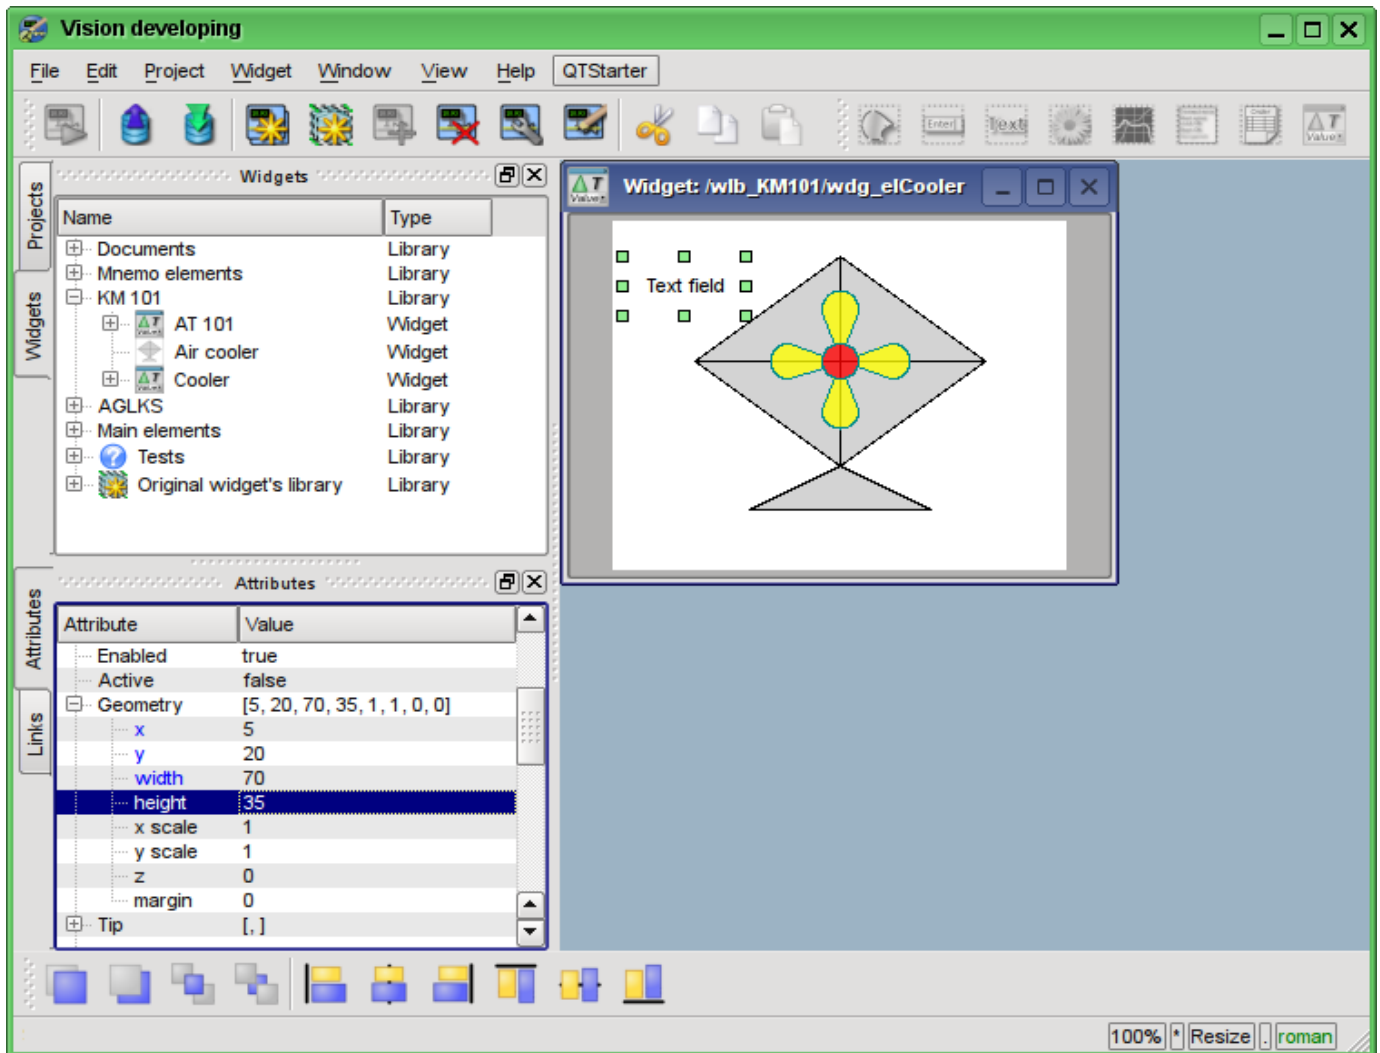 Vision developing
File Edit Project Widget Window View Help QTStarter
Enter Text
Projects
Widgets
Widgets
Name Type
Documents Library
Mnemo elements Library
KM 101 Library
AT 101 Widget
Air cooler Widget
Cooler Widget
AGLKS Library
Main elements Library
Tests Library
Original widget's library Library
Widget: /wlb_KM101/wdg_elCooler
Text field
Attributes
Links
Attributes
Attribute Value
Enabled true
Active false
Geometry [5, 20, 70, 35, 1, 1, 0, 0]
x 5
y 20
width 70
height 35
x scale 1
y scale 1
z 0
margin 0
Tip [, ]
100% * Resize . roman